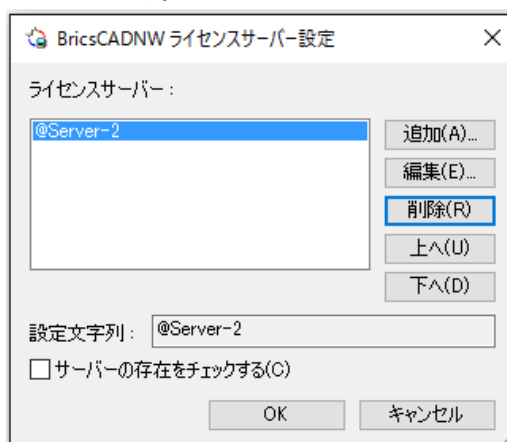 BricsCADNW ライセンスサーバー設定
ライセンスサーバー：
@Server-2
追加(A)...
編集(E)...
削除(R)
上へ(U)
下へ(D)
設定文字列： @Server-2
サーバーの存在をチェックする(C)
OK キャンセル